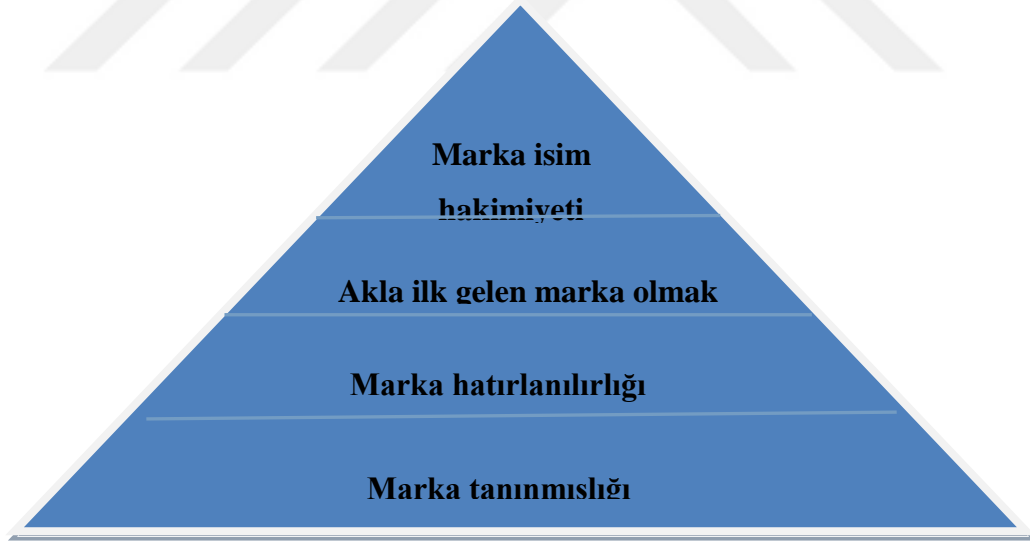 Marka isim
hakimiyeti
Akla ilk gelen marka olmak
Marka hatırlanılırlığı
Marka tanınmışlığı